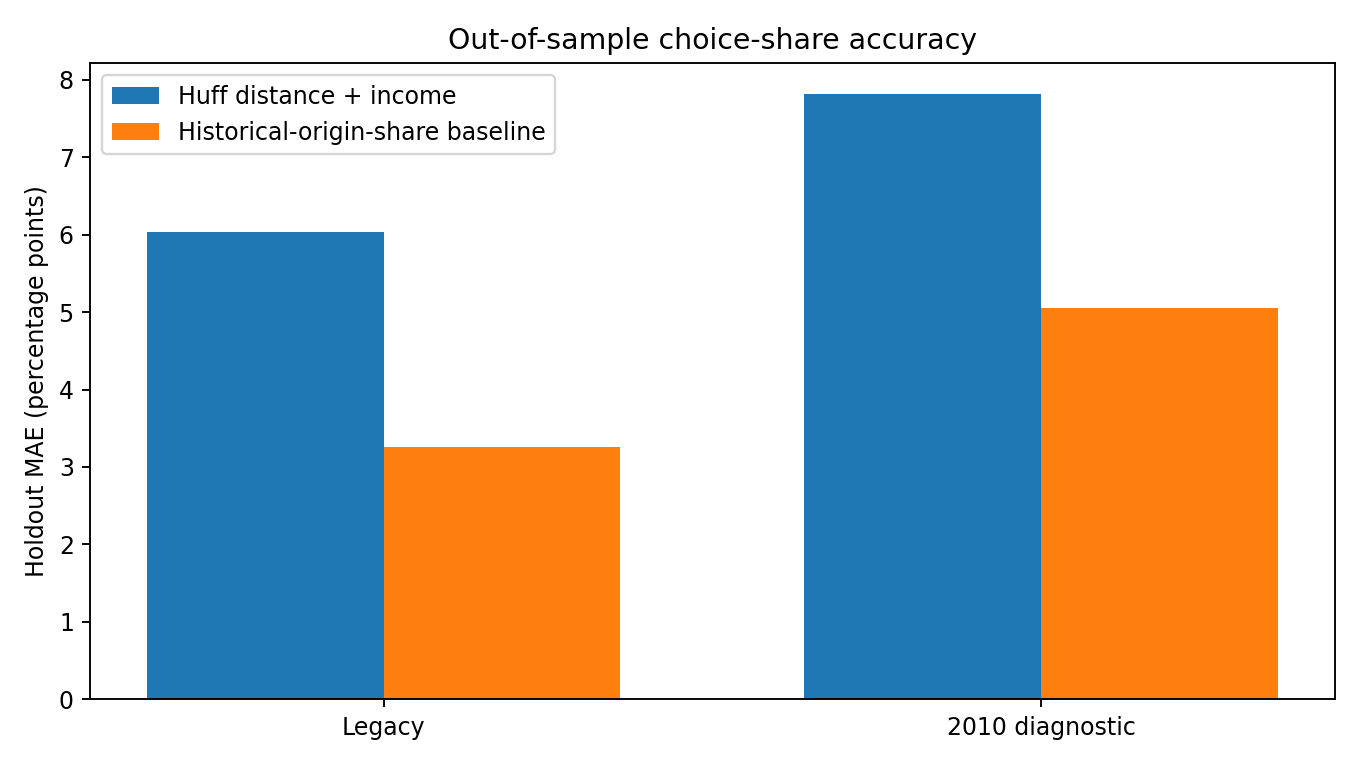 Out-of-sample choice-share accuracy
Huff distance + income
Historical-origin-share baseline
Holdout MAE (percentage points)
8
7
6
5
4
3
2
1
0
Legacy
2010 diagnostic